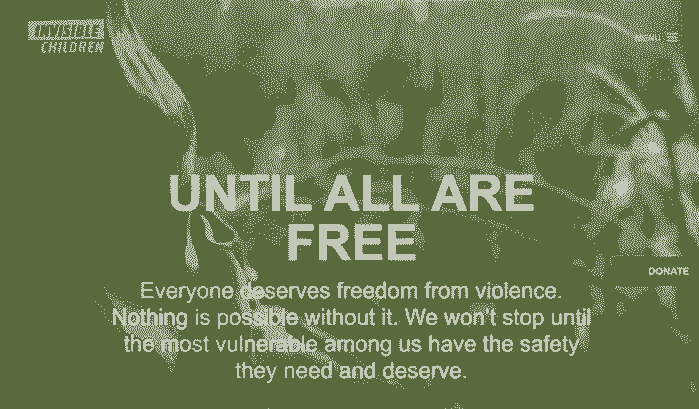 INVISIBLE
CHILDREN
MENU
UNTIL ALL ARE
FREE
DONATE
Everyone deserves freedom from violence.
Nothing is possible without it. We won't stop until
the most vulnerable among us have the safety
they need and deserve.